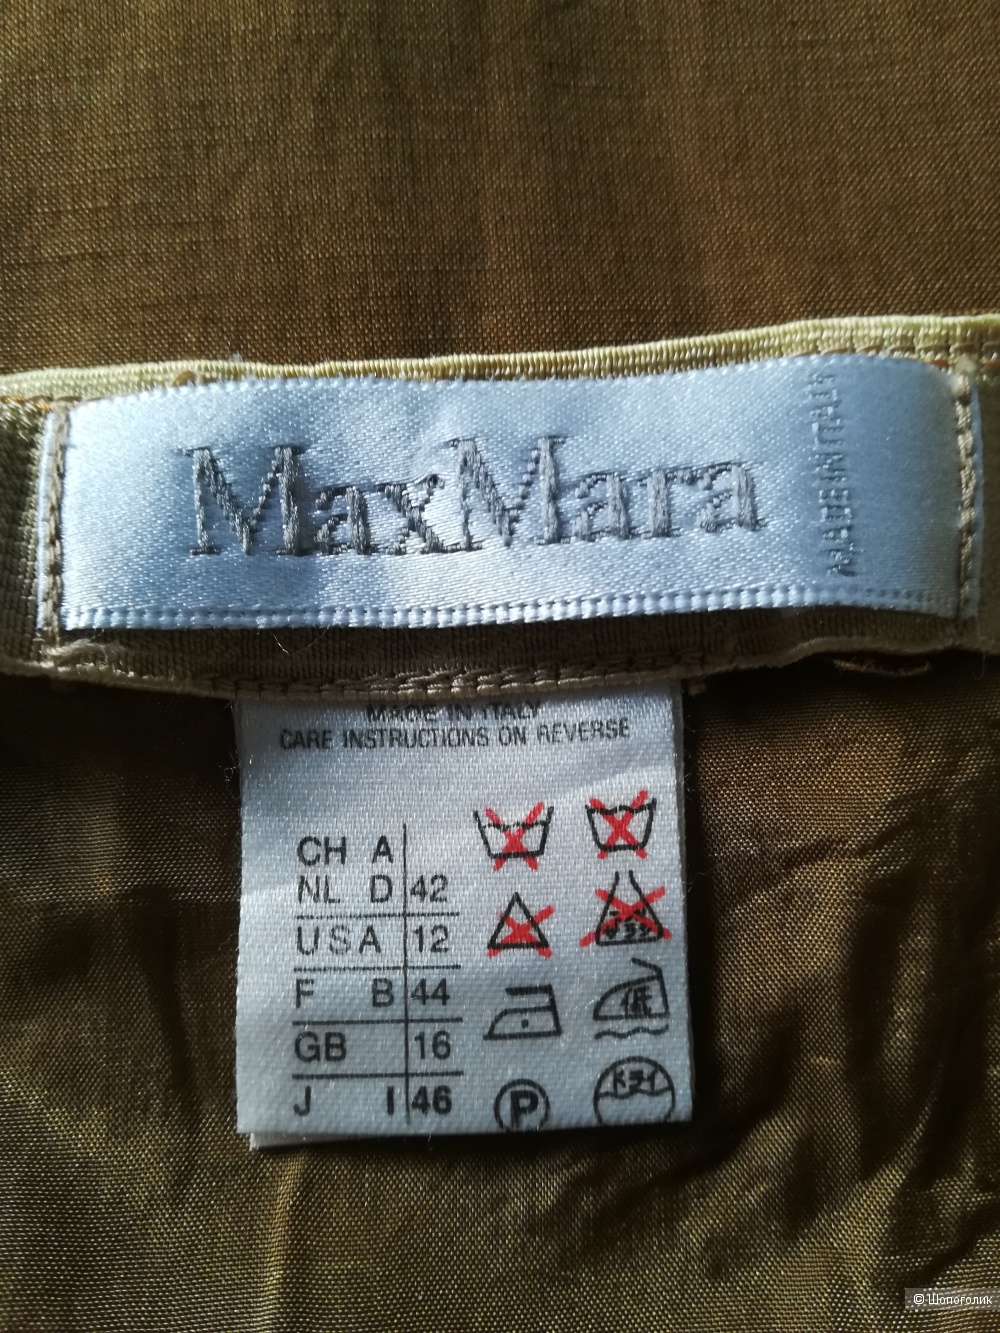 MaxMara
MADE IN ITALY
MADE IN ITALY
CARE INSTRUCTIONS ON REVERSE
CH A
NL D 42
USA 12
F B 44
GB 16
J I 46
低
P
ドライ
© Шопоголик